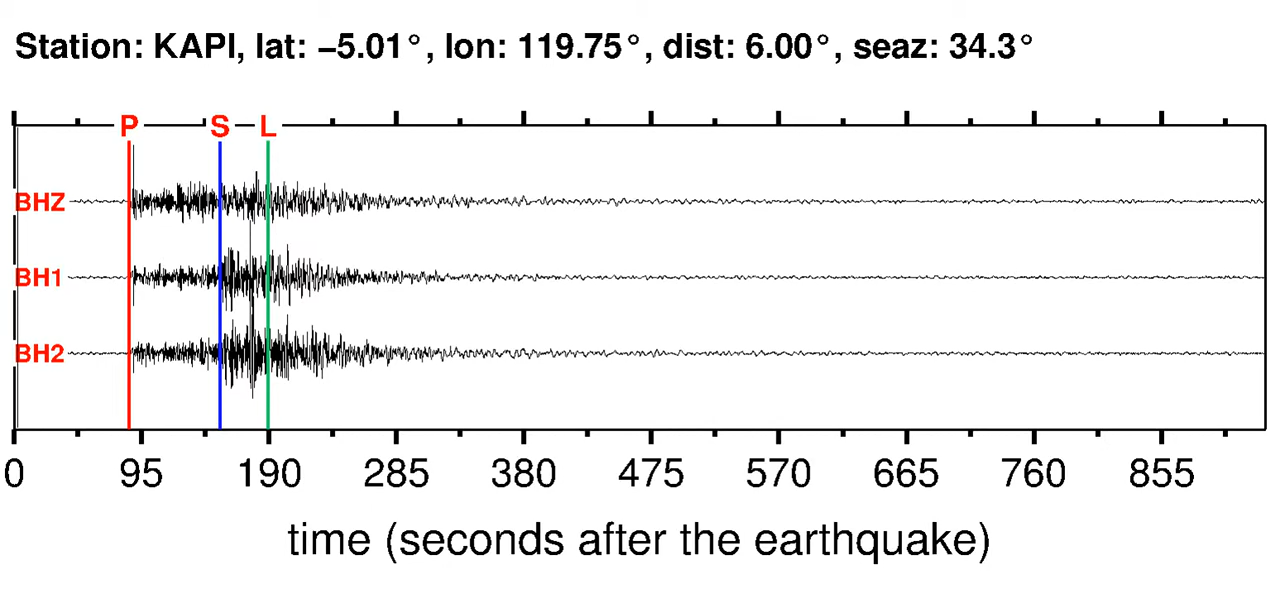 Station: KAPI, lat: −5.01°, lon: 119.75°, dist: 6.00°, seaz: 34.3°
P S L
BHZ
BH1
BH2
0 95 190 285 380 475 570 665 760 855
time (seconds after the earthquake)